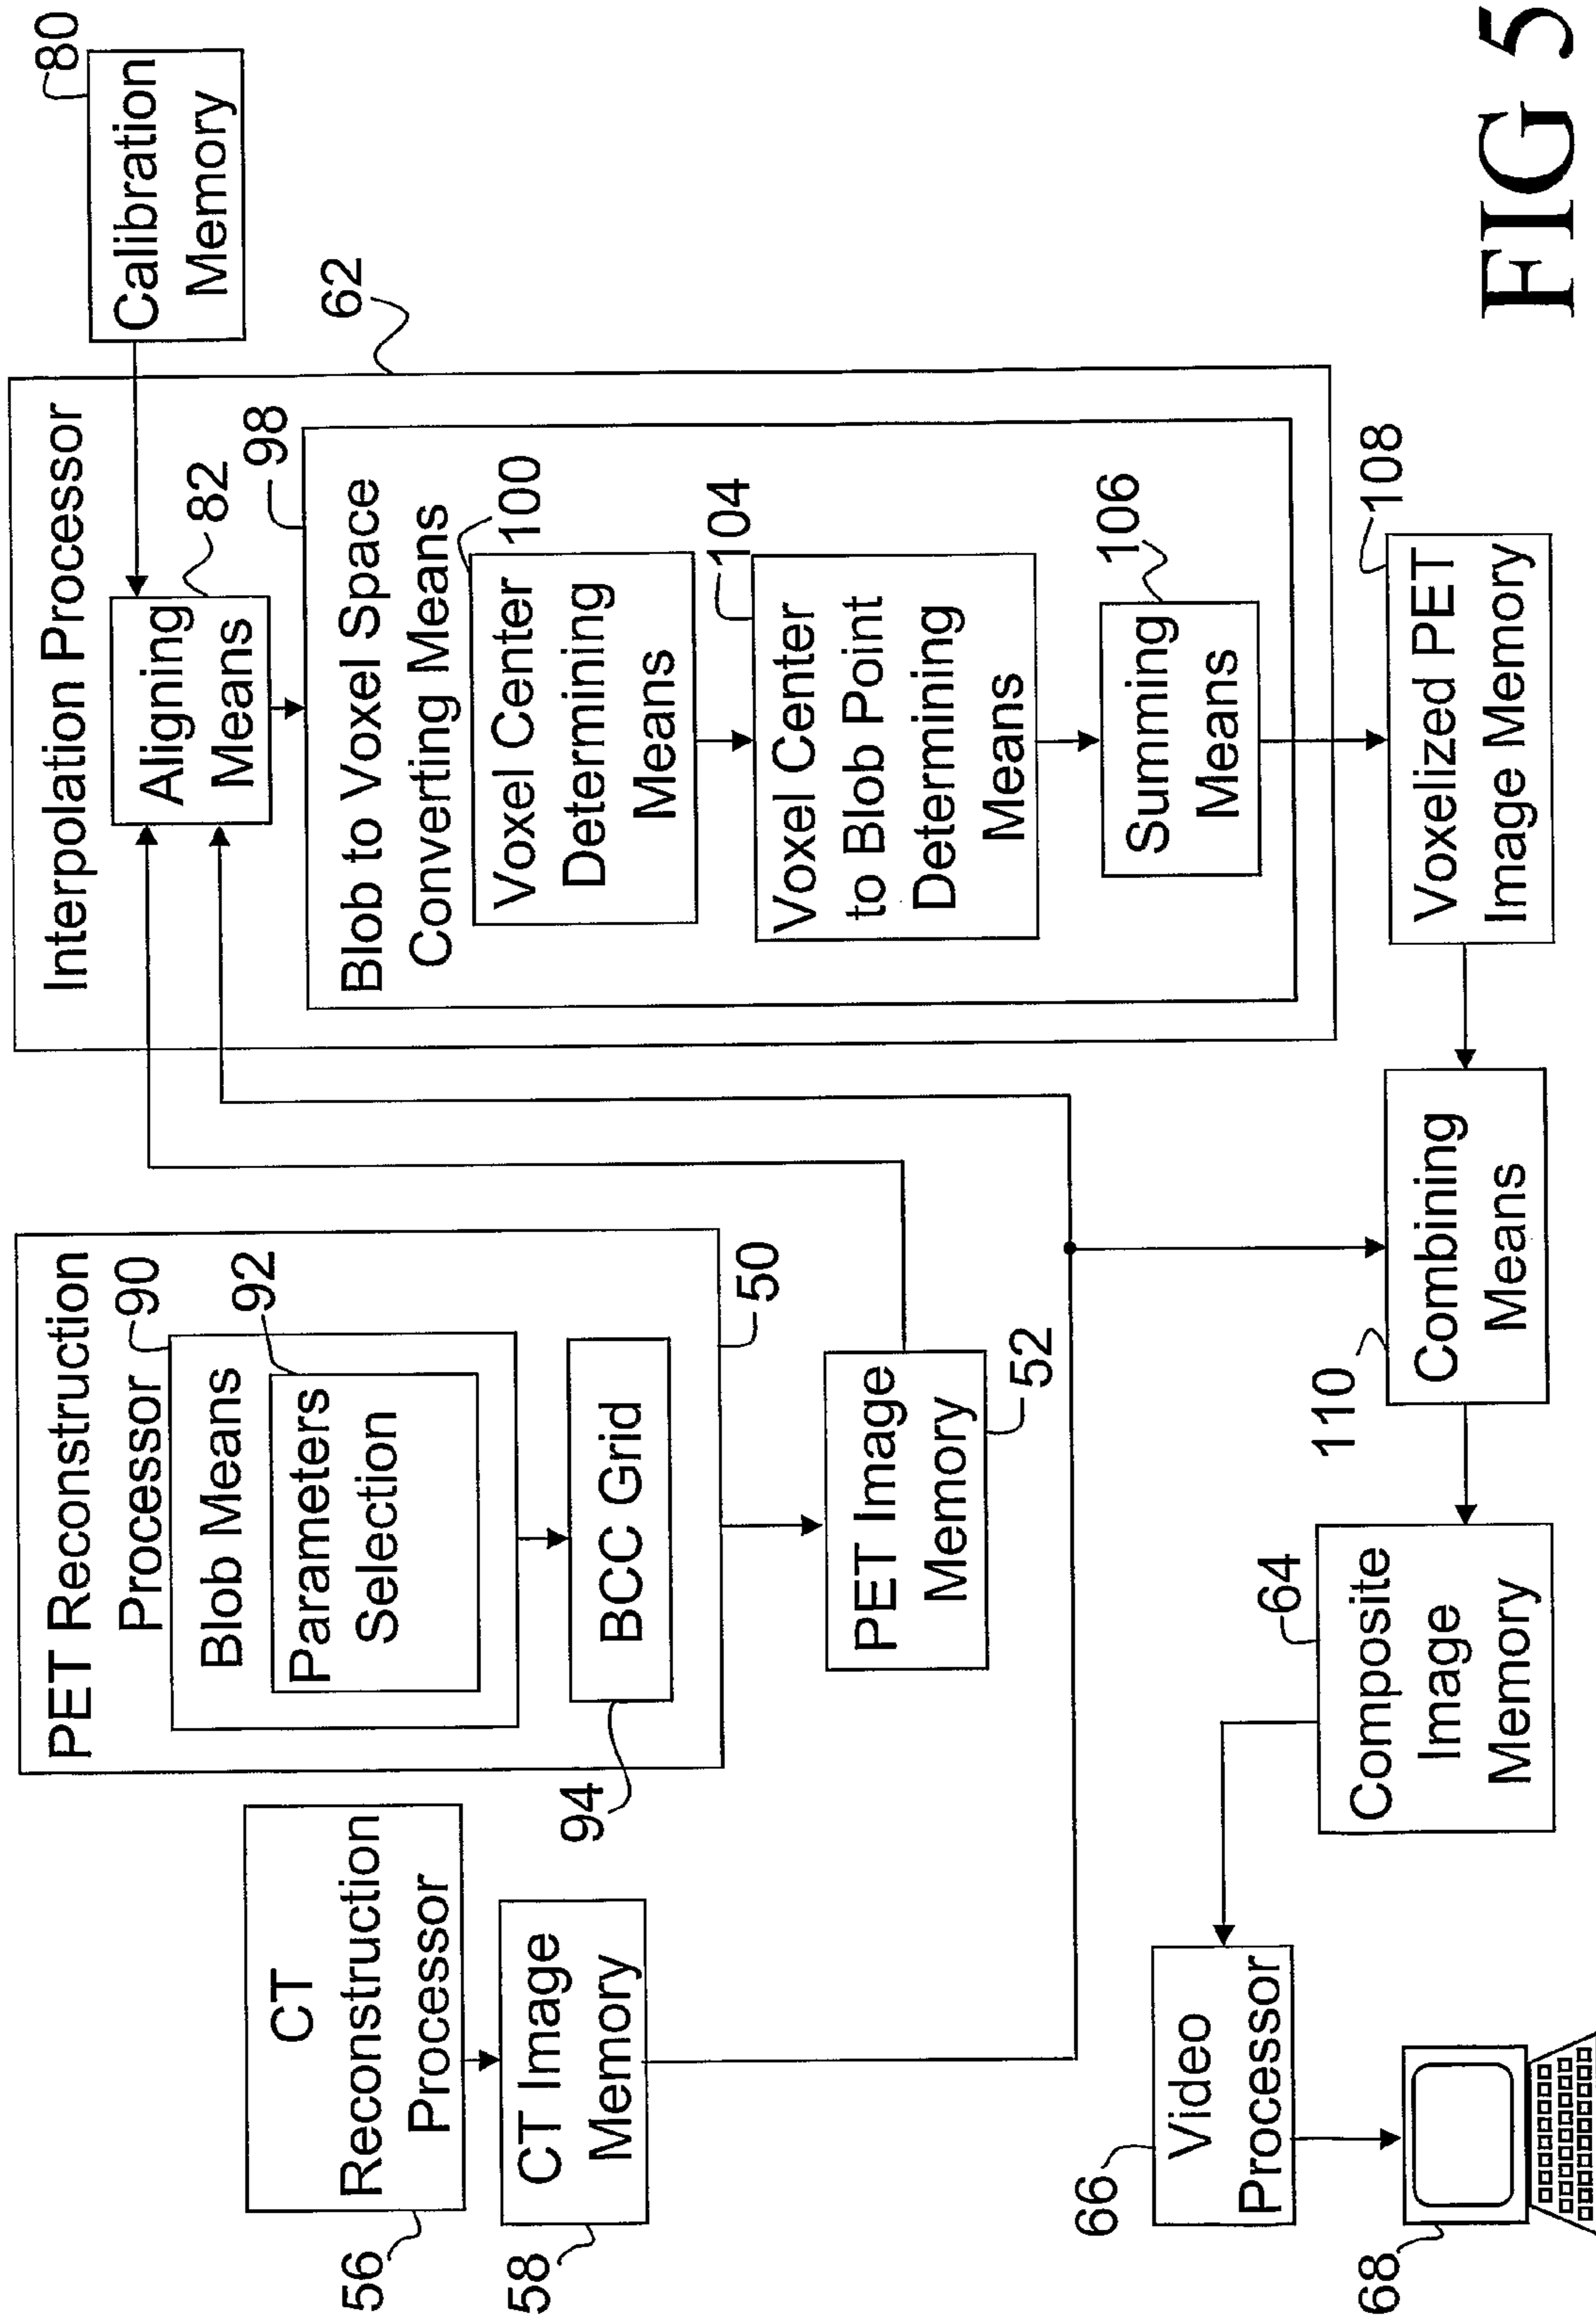 CT
Reconstruction
Processor
56
CT Image
Memory
58
PET Reconstruction
Processor
90
Blob Means
92
Parameters
Selection
BCC Grid
94
50
PET Image
Memory
52
Interpolation Processor
Aligning
Means
82
Calibration
Memory
80
62
98
Blob to Voxel Space
Converting Means
100
Voxel Center
Determining
Means
104
Voxel Center
to Blob Point
Determining
Means
106
Summing
Means
108
Voxelized PET
Image Memory
110
Combining
Means
64
Composite
Image
Memory
66
Video
Processor
68
FIG 5